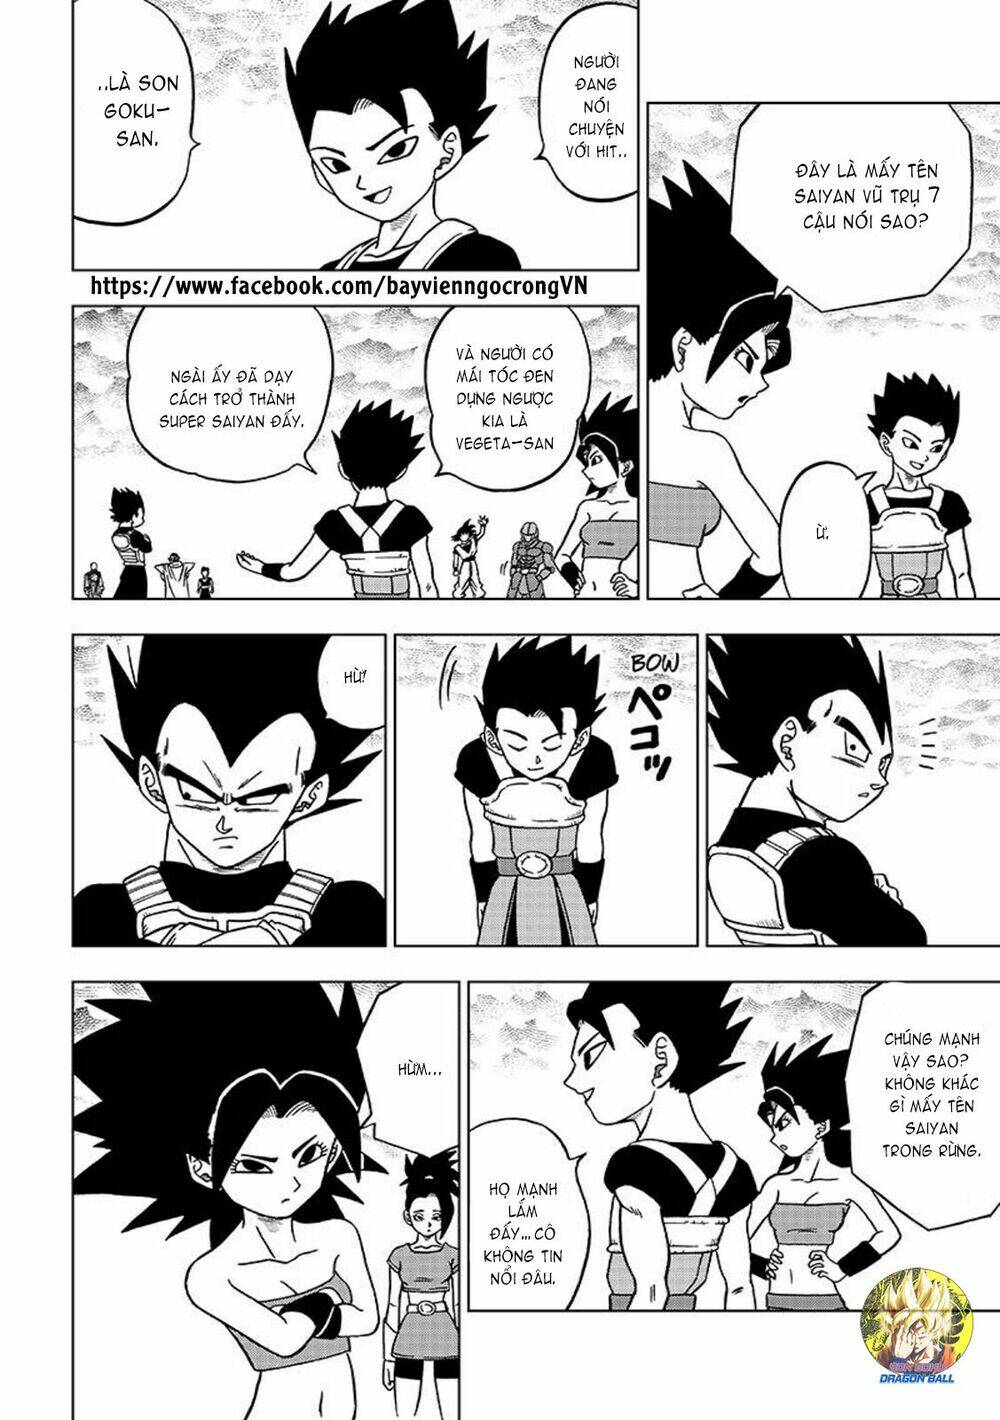 ĐÂY LÀ MẤY TÊN
SAIYAN VŨ TRỤ 7
CẬU NÓI SAO?
Ừ.
NGƯỜI
ĐANG
NÓI
CHUYỆN
VỚI HIT..
..LÀ SON
GOKU-
SAN.
https://www.facebook.com/bayvienngocrongVN
VÀ NGƯỜI CÓ
MÁI TÓC ĐEN
DỰNG NGƯỢC
KIA LÀ
VEGETA-SAN
NGÀI ẤY ĐÃ DẠY
CÁCH TRỞ THÀNH
SUPER SAIYAN ĐẤY.
BOW
ペコッ
HỪ!
CHÚNG MẠNH
VẬY SAO?
KHÔNG KHÁC
GÌ MẤY TÊN
SAIYAN
TRONG RỪNG.
HỌ MẠNH
LẮM
ĐẤY...CÔ
KHÔNG TIN
NỔI ĐÂU.
HỪM...
SON GOKU
DRAGON BALL